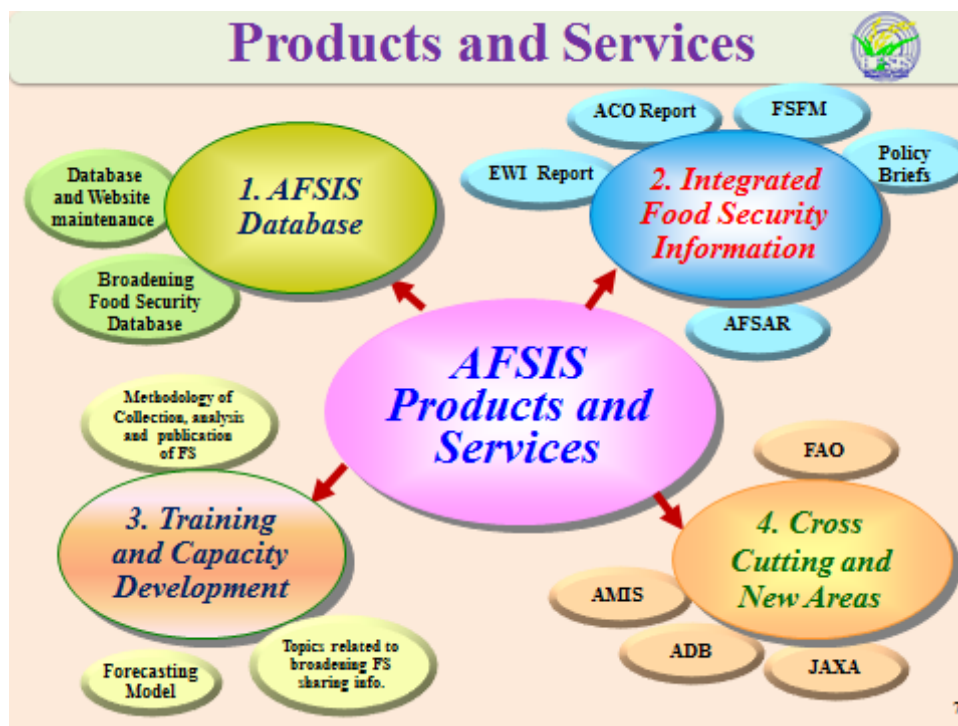 Products and Services
ACO Report
FSFM
EWI Report
Policy
Briefs
Database
and Website
maintenance
1. AFSIS
Database
2. Integrated
Food Security
Information
Broadening
Food Security
Database
AFSAR
AFSIS
Products and
Services
Methodology of
Collection, analysis
and publication
of FS
FAO
3. Training
and Capacity
Development
4. Cross
Cutting and
New Areas
AMIS
ADB
JAXA
Forecasting
Model
Topics related to
broadening FS
sharing info.